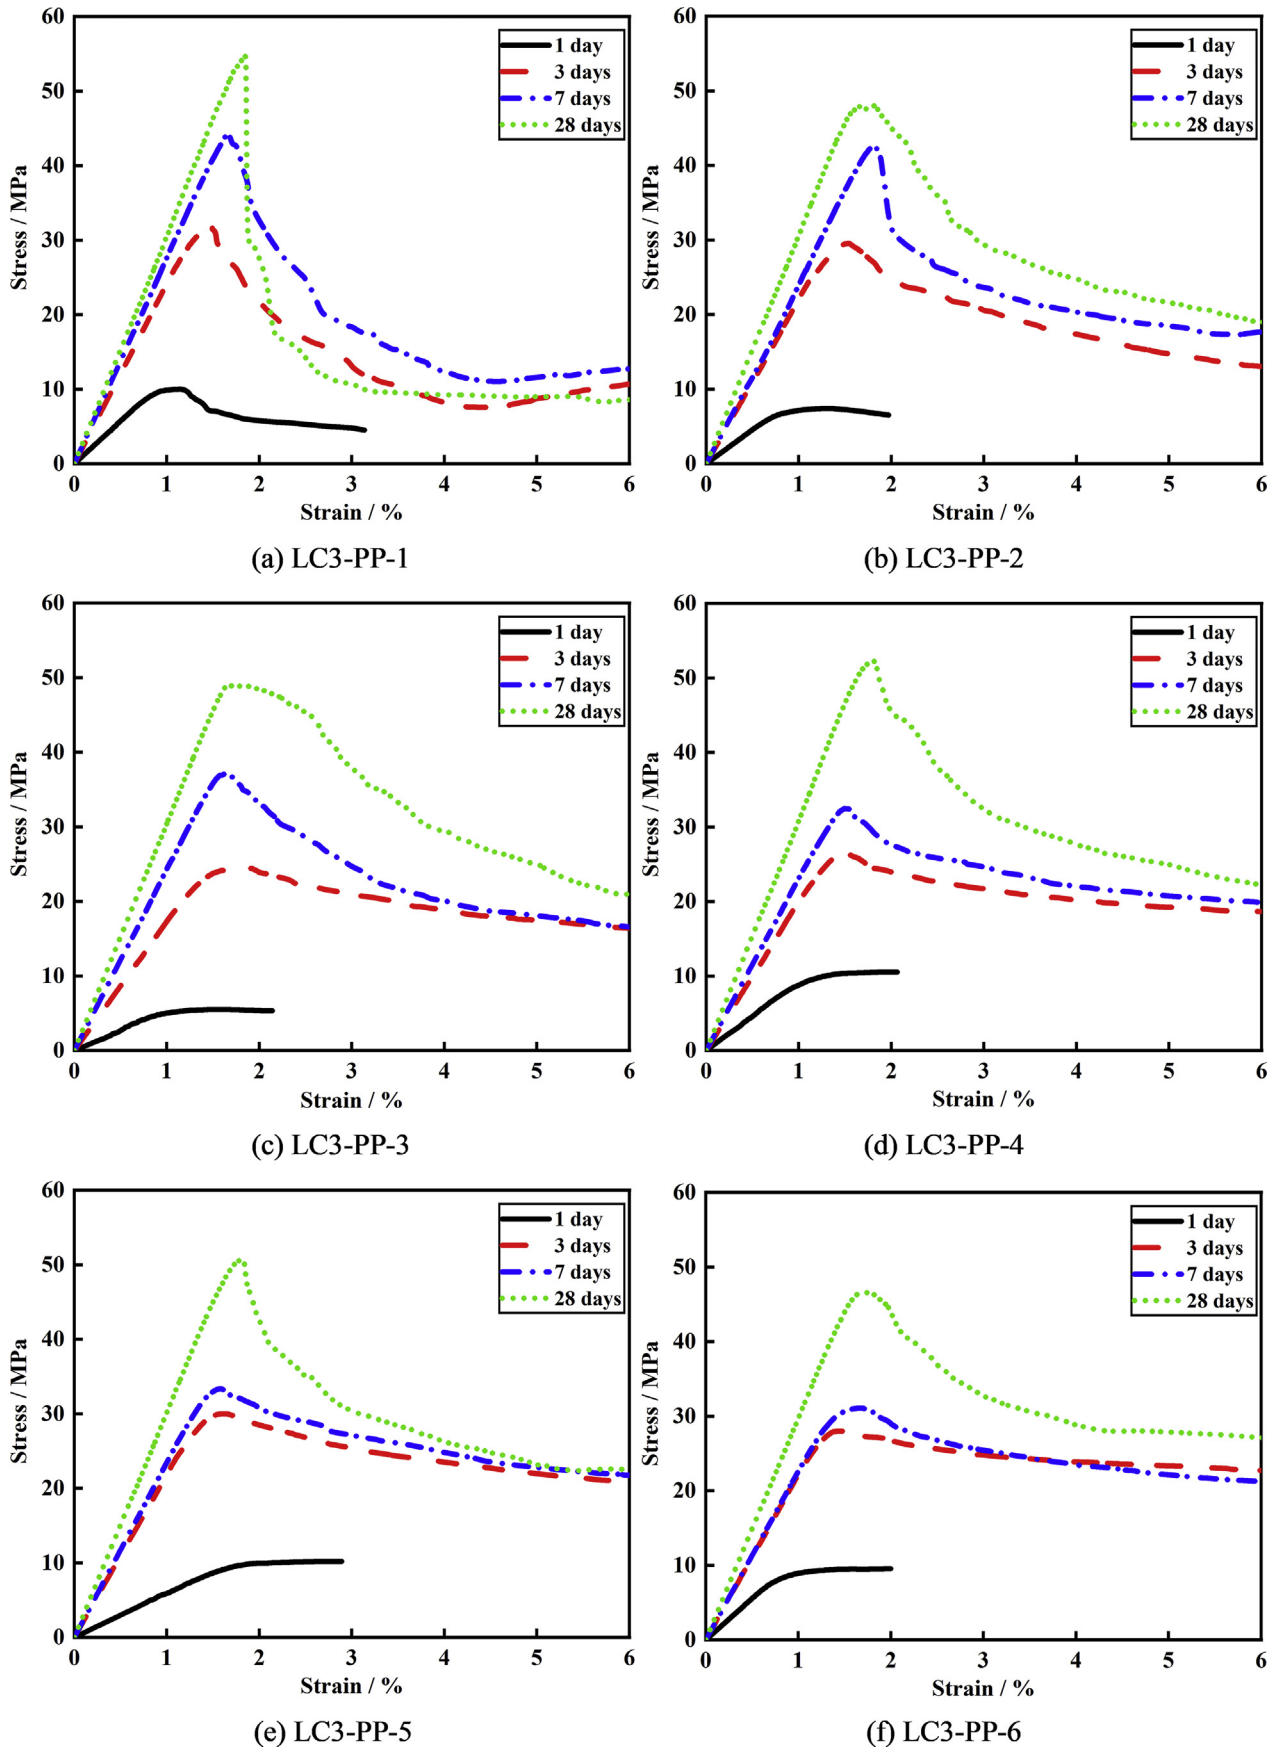 60
50
40
30
20
10
0
Stress / MPa
1 day
3 days
7 days
28 days
0 1 2 3 4 5 6
Strain / %
(a) LC3-PP-1
60
50
40
30
20
10
0
Stress / MPa
1 day
3 days
7 days
28 days
0 1 2 3 4 5 6
Strain / %
(b) LC3-PP-2
60
50
40
30
20
10
0
Stress / MPa
1 day
3 days
7 days
28 days
0 1 2 3 4 5 6
Strain / %
(c) LC3-PP-3
60
50
40
30
20
10
0
Stress / MPa
1 day
3 days
7 days
28 days
0 1 2 3 4 5 6
Strain / %
(d) LC3-PP-4
60
50
40
30
20
10
0
Stress / MPa
1 day
3 days
7 days
28 days
0 1 2 3 4 5 6
Strain / %
(e) LC3-PP-5
60
50
40
30
20
10
0
Stress / MPa
1 day
3 days
7 days
28 days
0 1 2 3 4 5 6
Strain / %
(f) LC3-PP-6